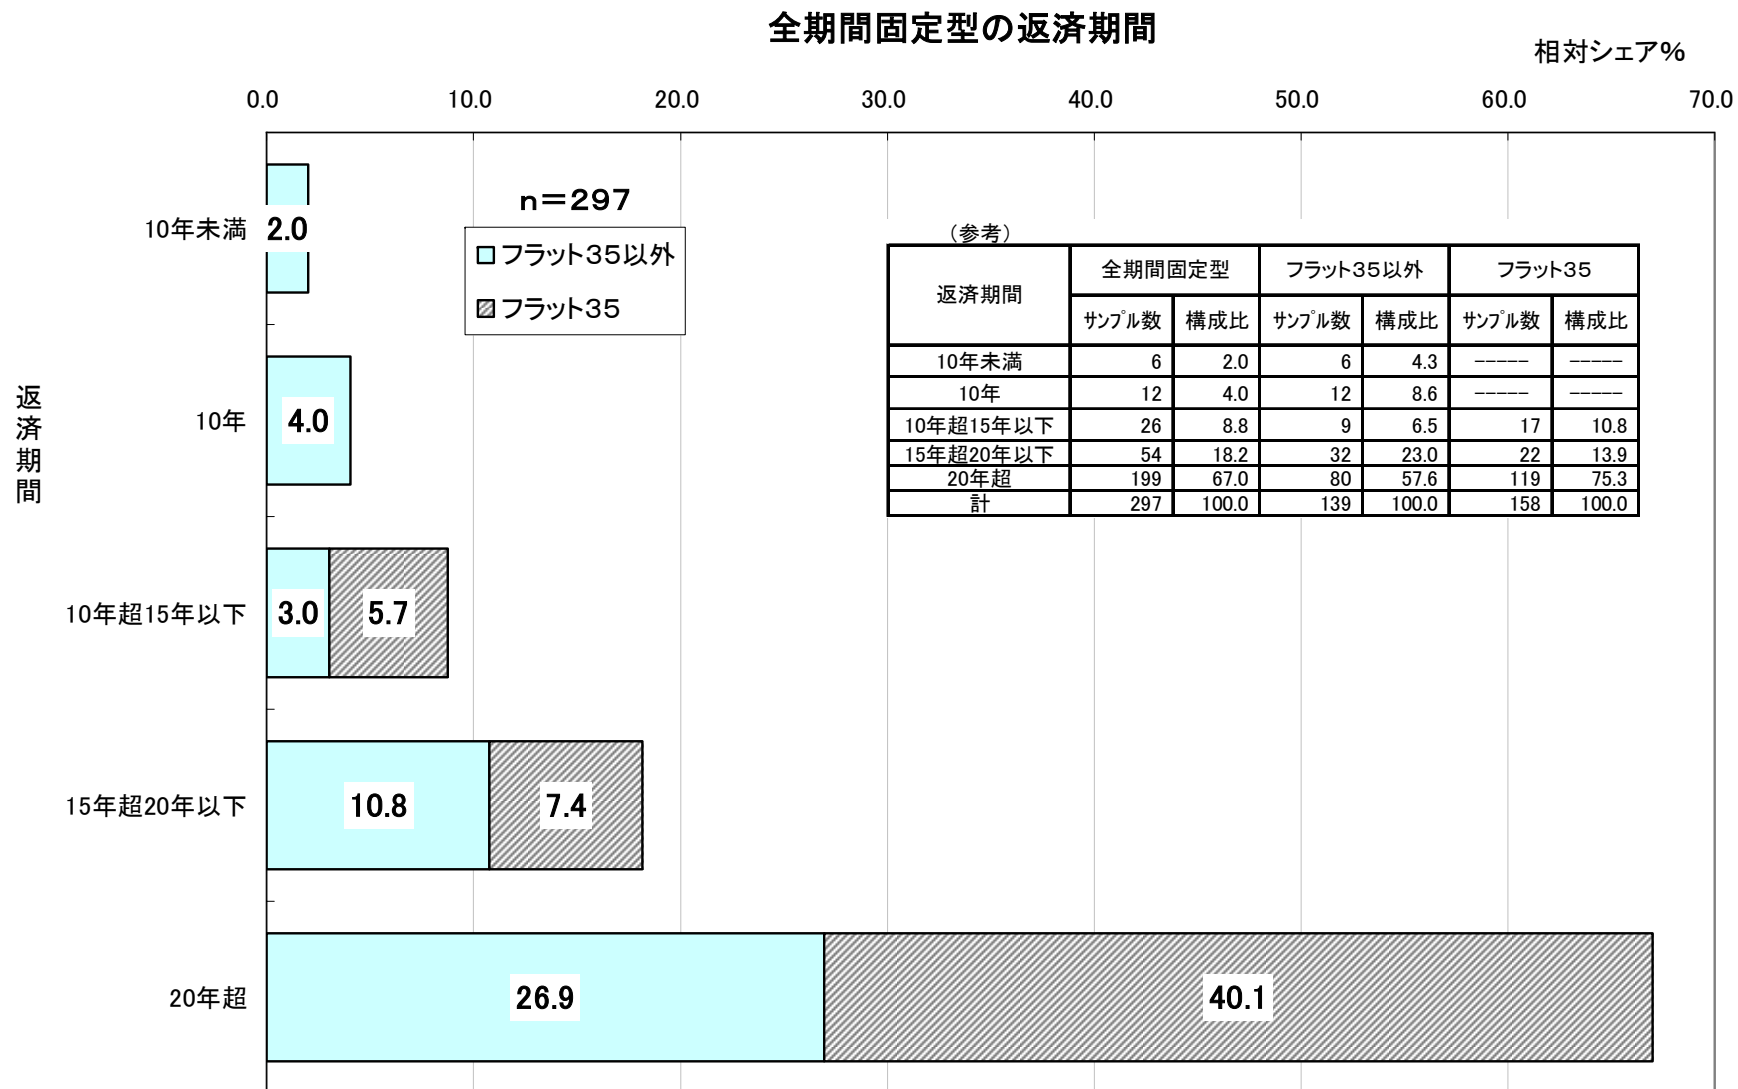 全期間固定型の返済期間
相対シェア%
0.0 10.0 20.0 30.0 40.0 50.0 60.0 70.0
n=297
フラット35以外
フラット35
返済期間
10年未満 2.0
10年 4.0
10年超15年以下 3.0 5.7
15年超20年以下 10.8 7.4
20年超 26.9 40.1
(参考)
返済期間 全期間固定型 フラット35以外 フラット35
サンプル数 構成比 サンプル数 構成比 サンプル数 構成比
10年未満 6 2.0 6 4.3 ----- -----
10年 12 4.0 12 8.6 ----- -----
10年超15年以下 26 8.8 9 6.5 17 10.8
15年超20年以下 54 18.2 32 23.0 22 13.9
20年超 199 67.0 80 57.6 119 75.3
計 297 100.0 139 100.0 158 100.0